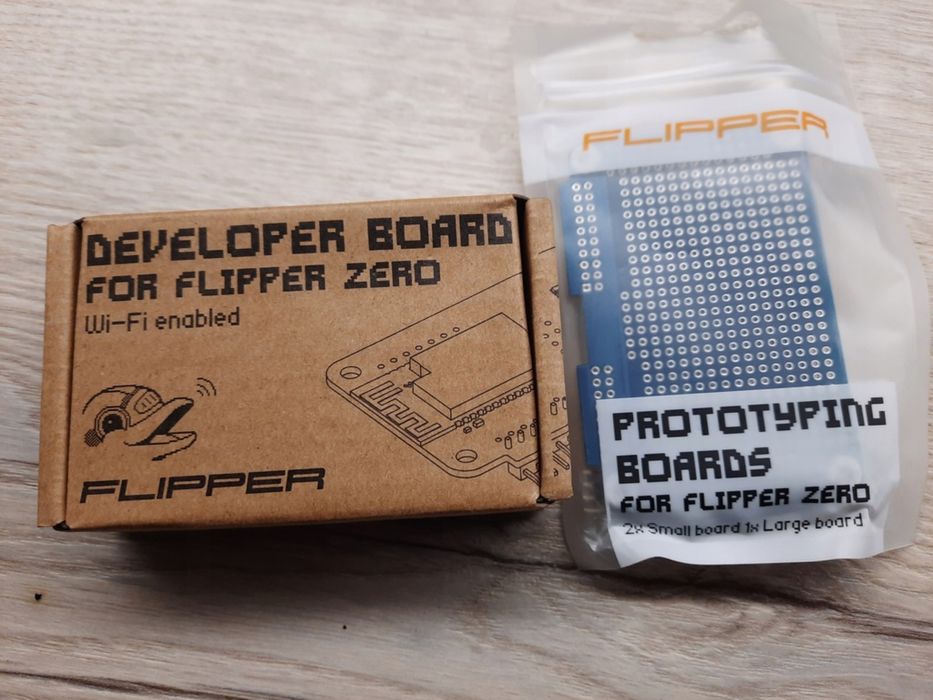 DEVELOPER BOARD
FOR FLIPPER ZERO
Wi-Fi enabled
FLIPPER
FLIPPER
PROTOTYPING
BOARDS
FOR FLIPPER ZERO
2x Small board 1x Large board